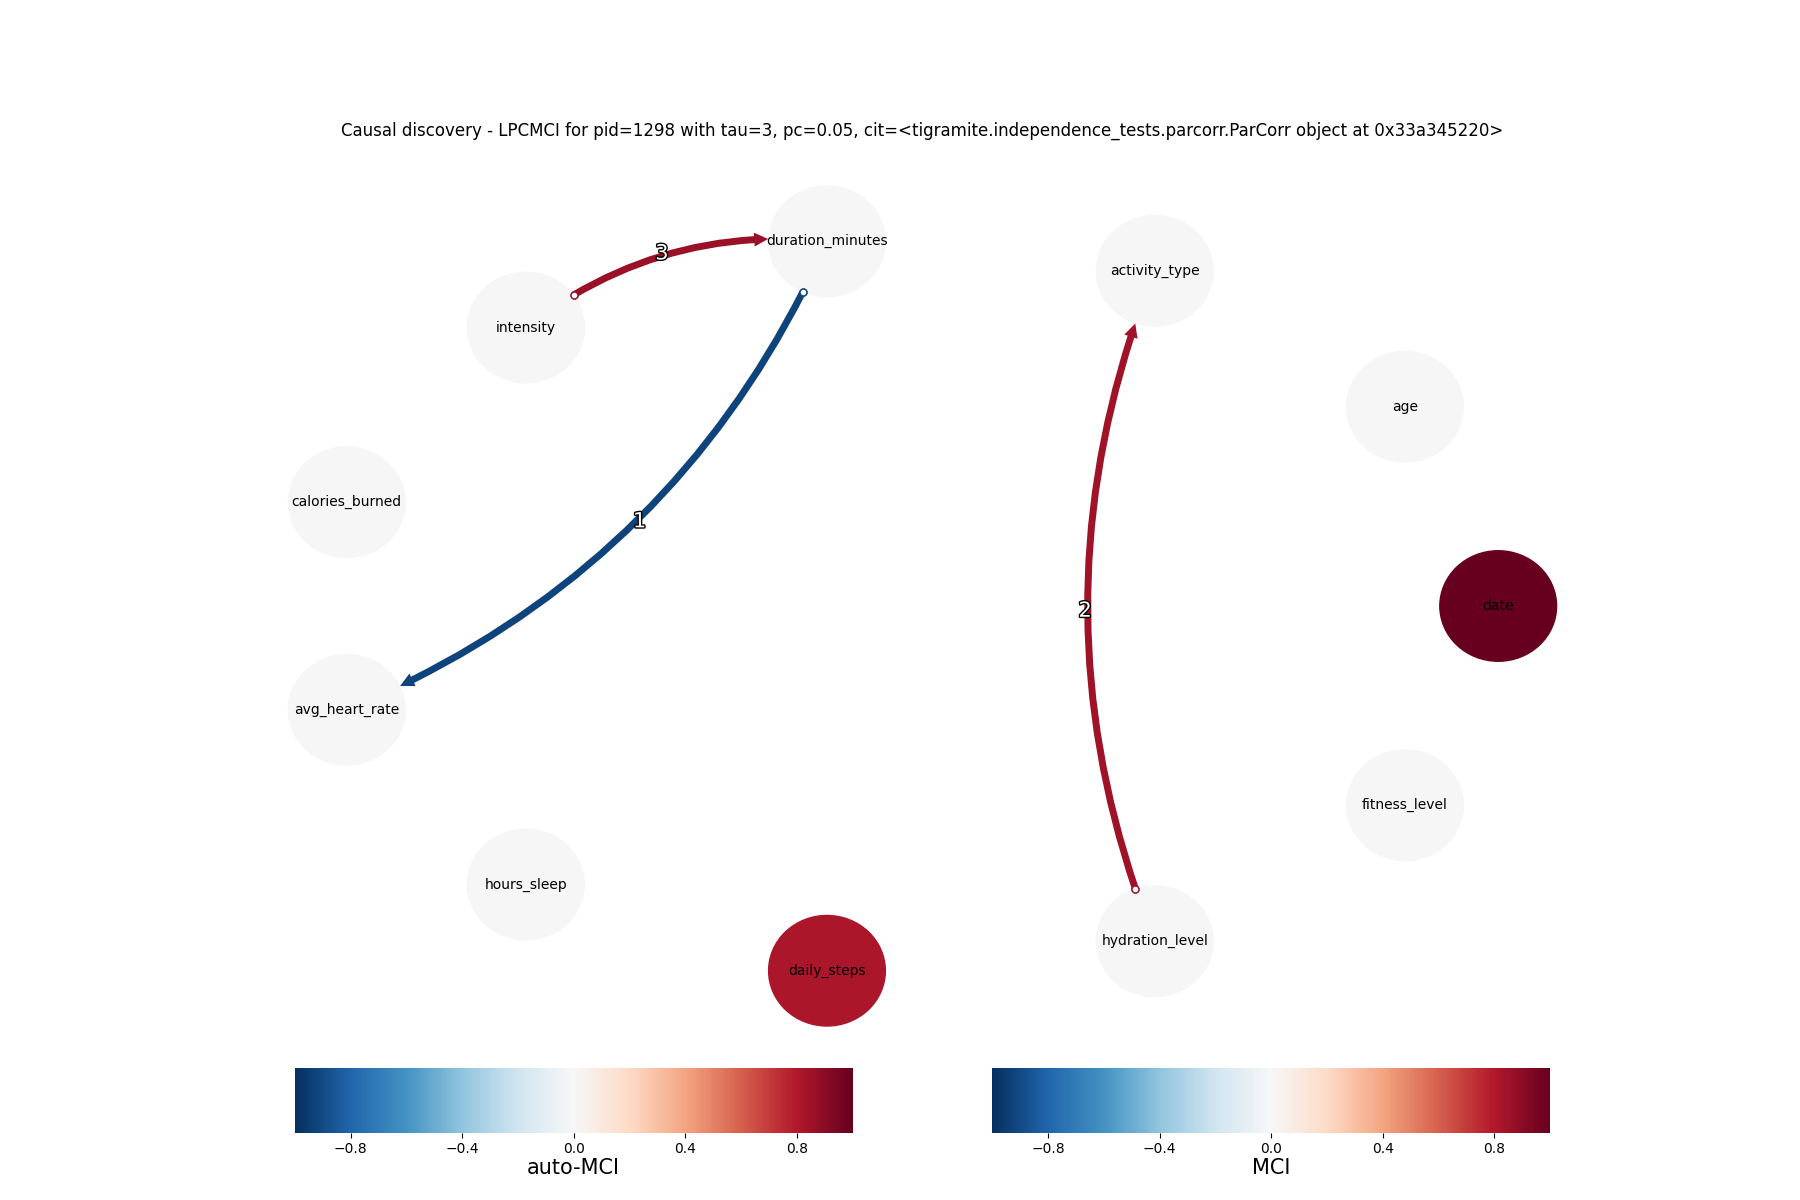 Causal discovery - LPCMCI for pid=1298 with tau=3, pc=0.05, cit=<tigramite.independence_tests.parcorr.ParCorr object at 0x33a345220>
duration_minutes
3
activity_type
intensity
age
calories_burned
1
date
2
avg_heart_rate
fitness_level
hours_sleep
hydration_level
daily_steps
−0.8 −0.4 0.0 0.4 0.8
auto-MCI
−0.8 −0.4 0.0 0.4 0.8
MCI